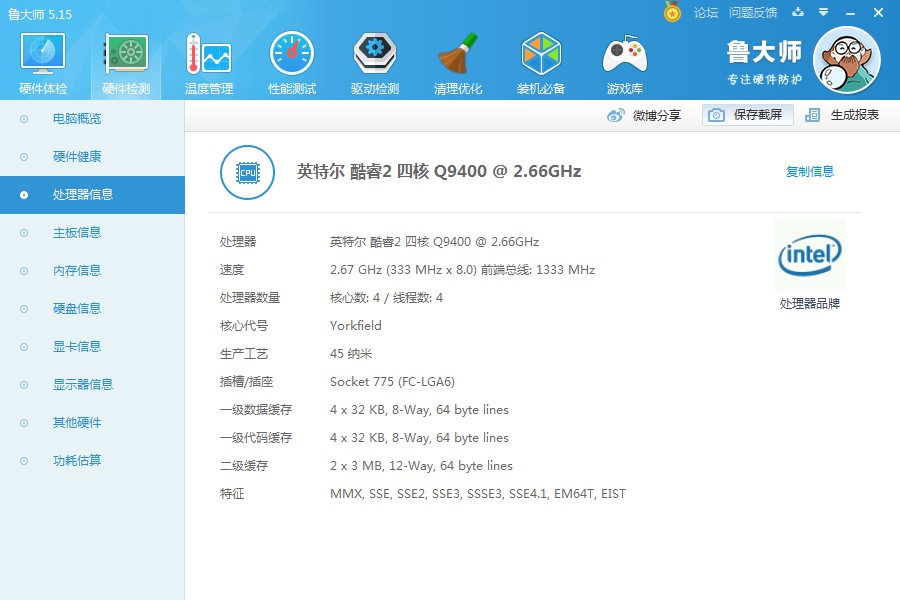 鲁大师 5.15
论坛 问题反馈
硬件体检 硬件检测 温度管理 性能测试 驱动检测 清理优化 装机必备 游戏库
鲁大师
专注硬件防护
微博分享 保存截屏 生成报表
电脑概览
硬件健康
处理器信息
主板信息
内存信息
硬盘信息
显卡信息
显示器信息
其他硬件
功耗估算
CPU
英特尔 酷睿2 四核 Q9400 @ 2.66GHz
复制信息
处理器 英特尔 酷睿2 四核 Q9400 @ 2.66GHz
速度 2.67 GHz (333 MHz x 8.0) 前端总线: 1333 MHz
处理器数量 核心数: 4 / 线程数: 4
核心代号 Yorkfield
生产工艺 45 纳米
插槽/插座 Socket 775 (FC-LGA6)
一级数据缓存 4 x 32 KB, 8-Way, 64 byte lines
一级代码缓存 4 x 32 KB, 8-Way, 64 byte lines
二级缓存 2 x 3 MB, 12-Way, 64 byte lines
特征 MMX, SSE, SSE2, SSE3, SSSE3, SSE4.1, EM64T, EIST
intel
处理器品牌